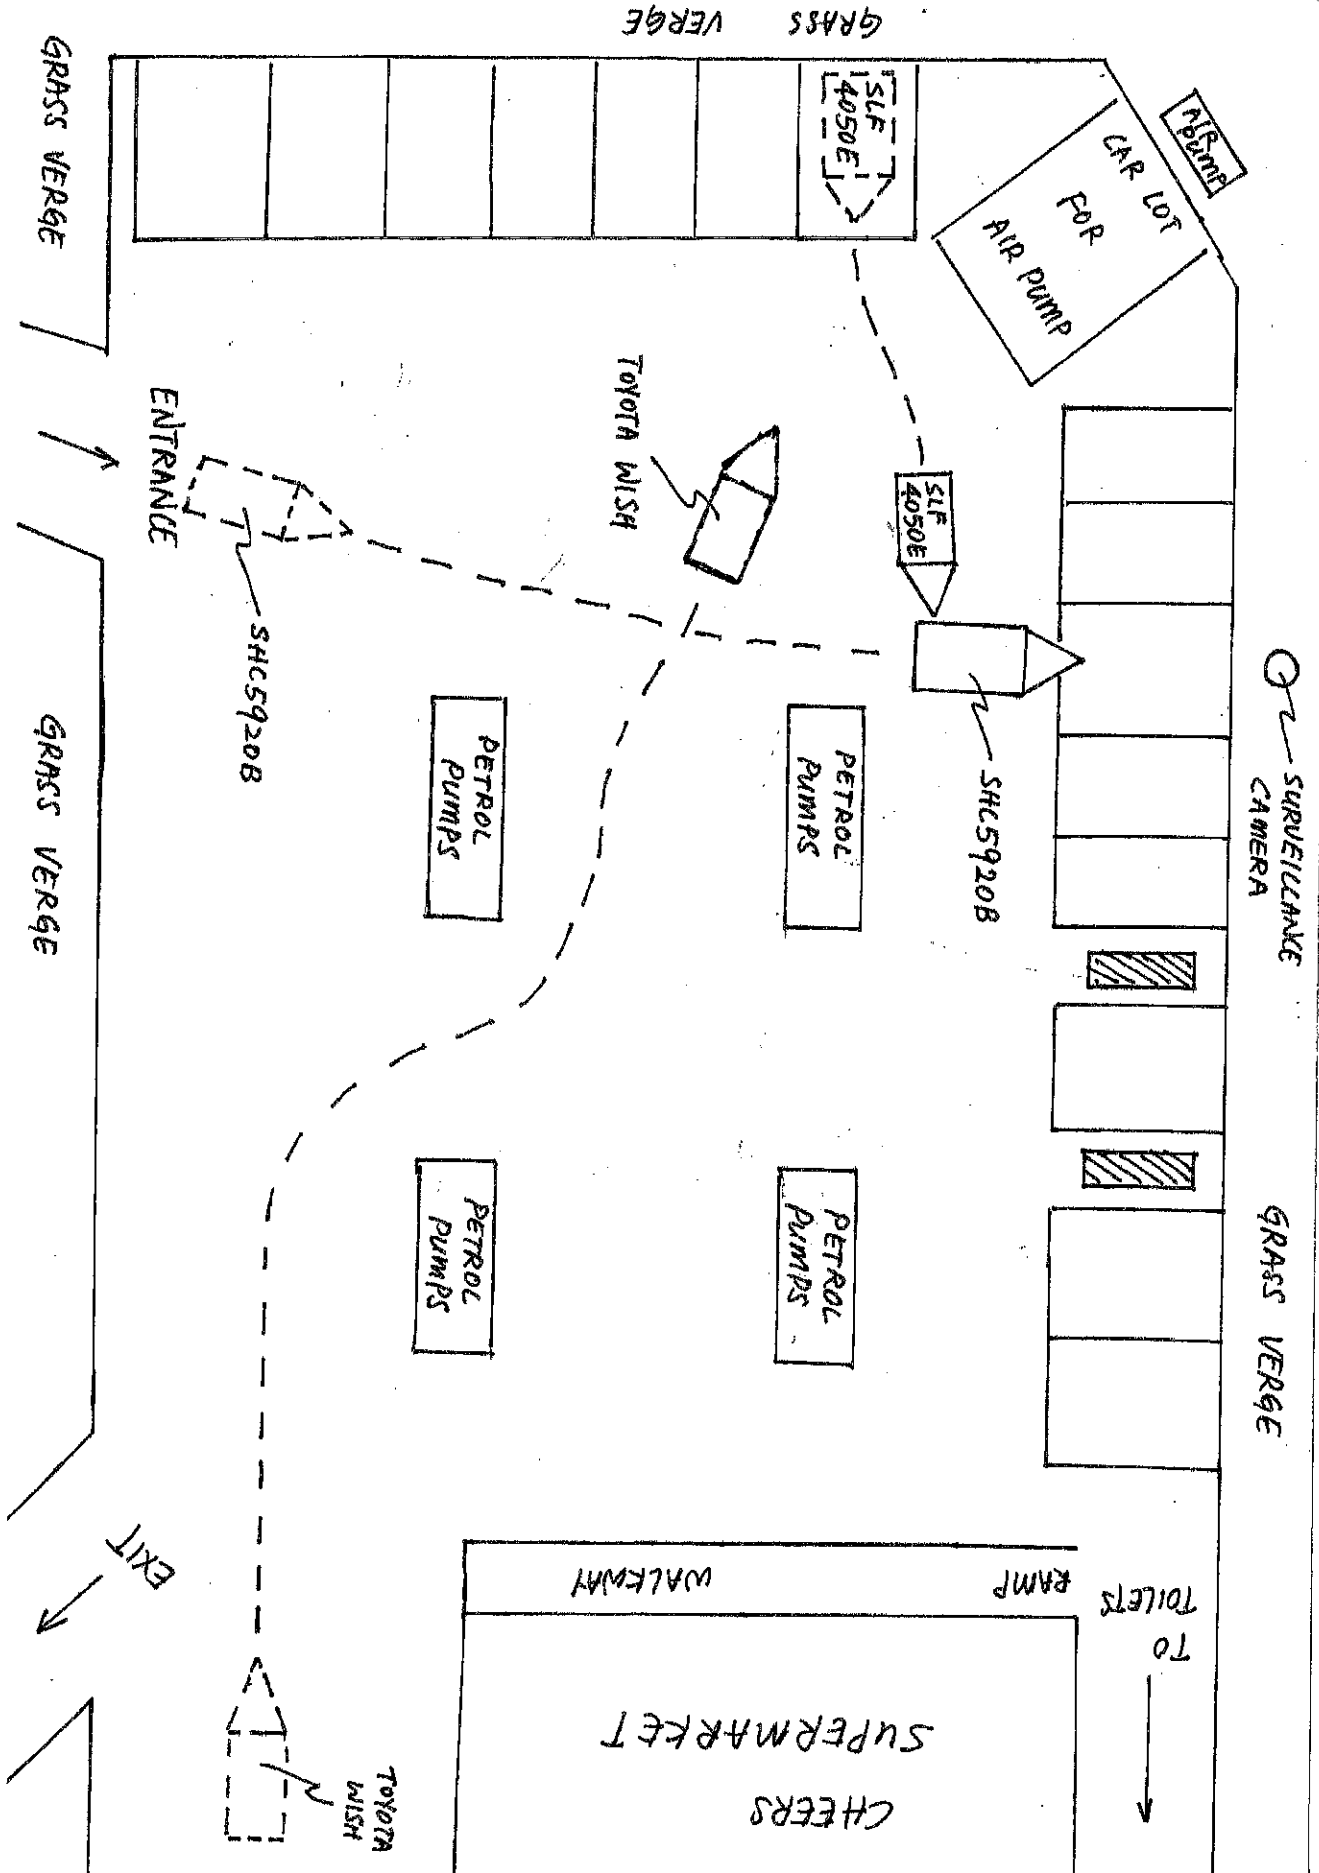 GRASS VERGE
GRASS VERGE
SLF
4050E
AIR
PUMP
CAR LOT
FOR
AIR PUMP
TOYOTA WISH
ENTRANCE
SLF
4050E
SHC5920B
SHC5920B
SURVEILLANCE
CAMERA
PETROL
PUMPS
PETROL
PUMPS
GRASS VERGE
PETROL
PUMPS
PETROL
PUMPS
GRASS VERGE
EXIT
WALKWAY
RAMP
TO
TOILETS
CHEERS
SUPERMARKET
TOYOTA
WISH